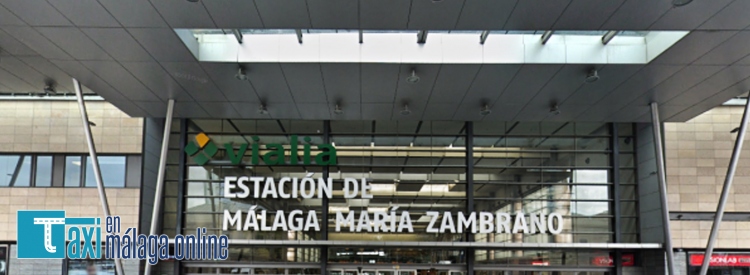 vialia
ESTACIÓN DE
MÁLAGA MARÍA ZAMBRANO
Taxi en
málaga online